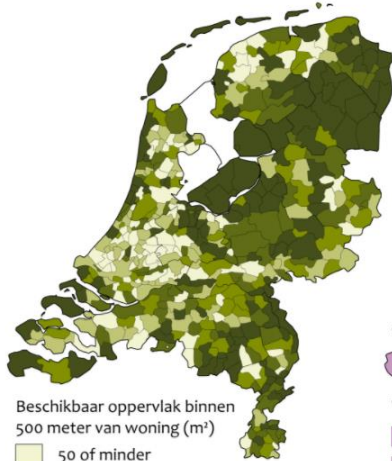 Beschikbaar oppervlak binnen
500 meter van woning (m²)
50 of minder